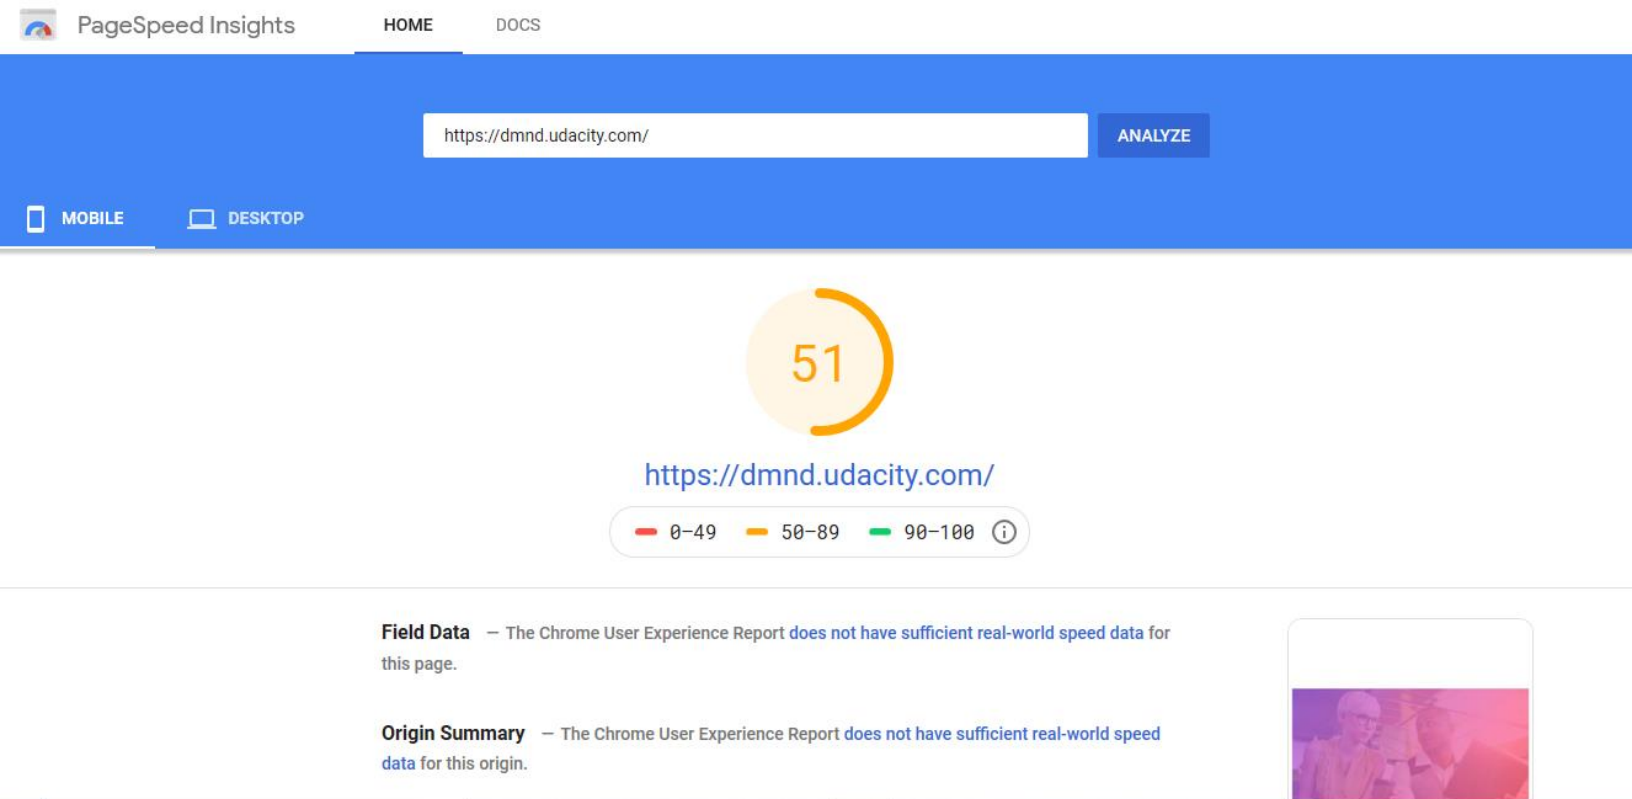 PageSpeed Insights
HOME
DOCS
https://dmnd.udacity.com/
ANALYZE
MOBILE
DESKTOP
51
https://dmnd.udacity.com/
0–49
50–89
90–100
Field Data — The Chrome User Experience Report does not have sufficient real-world speed data for
this page.
Origin Summary — The Chrome User Experience Report does not have sufficient real-world speed
data for this origin.